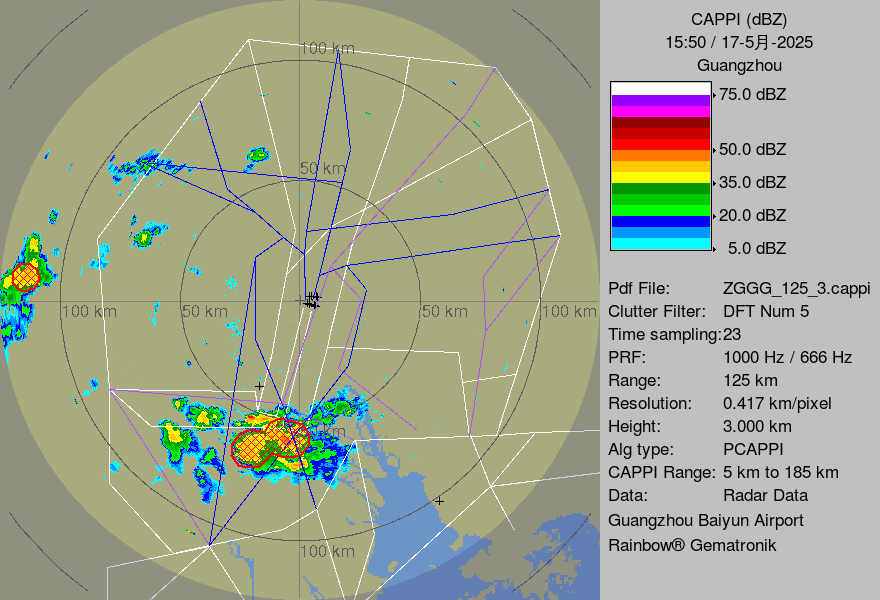 CAPPI (dBZ)
15:50 / 17-5月-2025
Guangzhou
75.0 dBZ
50.0 dBZ
35.0 dBZ
20.0 dBZ
5.0 dBZ
Pdf File: ZGGG_125_3.cappi
Clutter Filter: DFT Num 5
Time sampling:23
PRF: 1000 Hz / 666 Hz
Range: 125 km
Resolution: 0.417 km/pixel
Height: 3.000 km
Alg type: PCAPPI
CAPPI Range: 5 km to 185 km
Data: Radar Data
Guangzhou Baiyun Airport
Rainbow® Gematronik
100 km
50 km
100 km
50 km
50 km
100 km
km
100 km